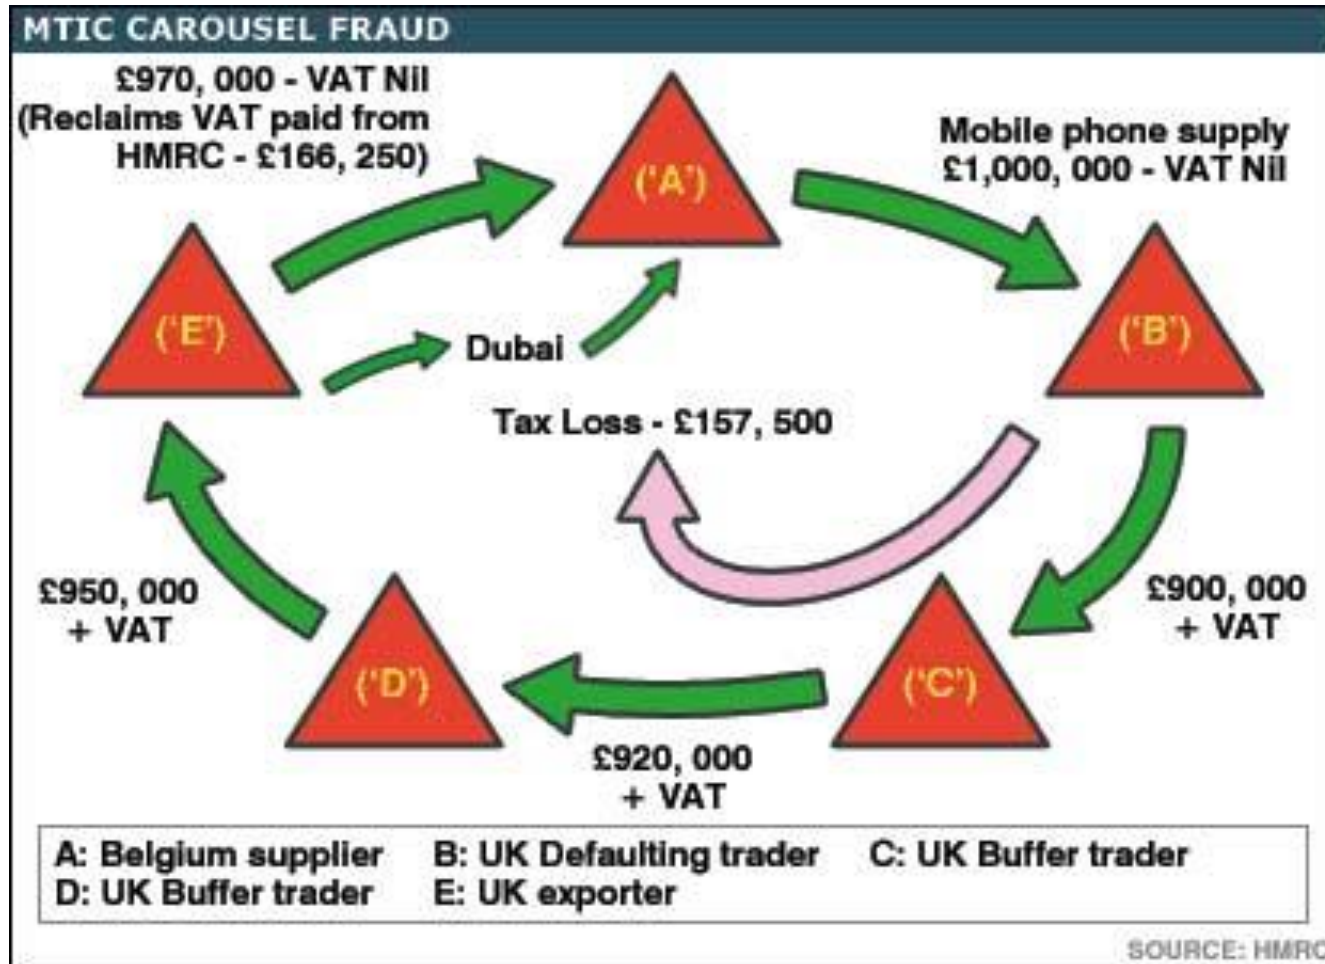 MTIC CAROUSEL FRAUD
£970, 000 - VAT Nil
(Reclaims VAT paid from
HMRC - £166, 250)
Mobile phone supply
£1,000, 000 - VAT Nil
('A')
('E')
('B')
Dubai
Tax Loss - £157, 500
£950, 000
+ VAT
£900, 000
+ VAT
('D')
('C')
£920, 000
+ VAT
A: Belgium supplier B: UK Defaulting trader C: UK Buffer trader
D: UK Buffer trader E: UK exporter
SOURCE: HMRC